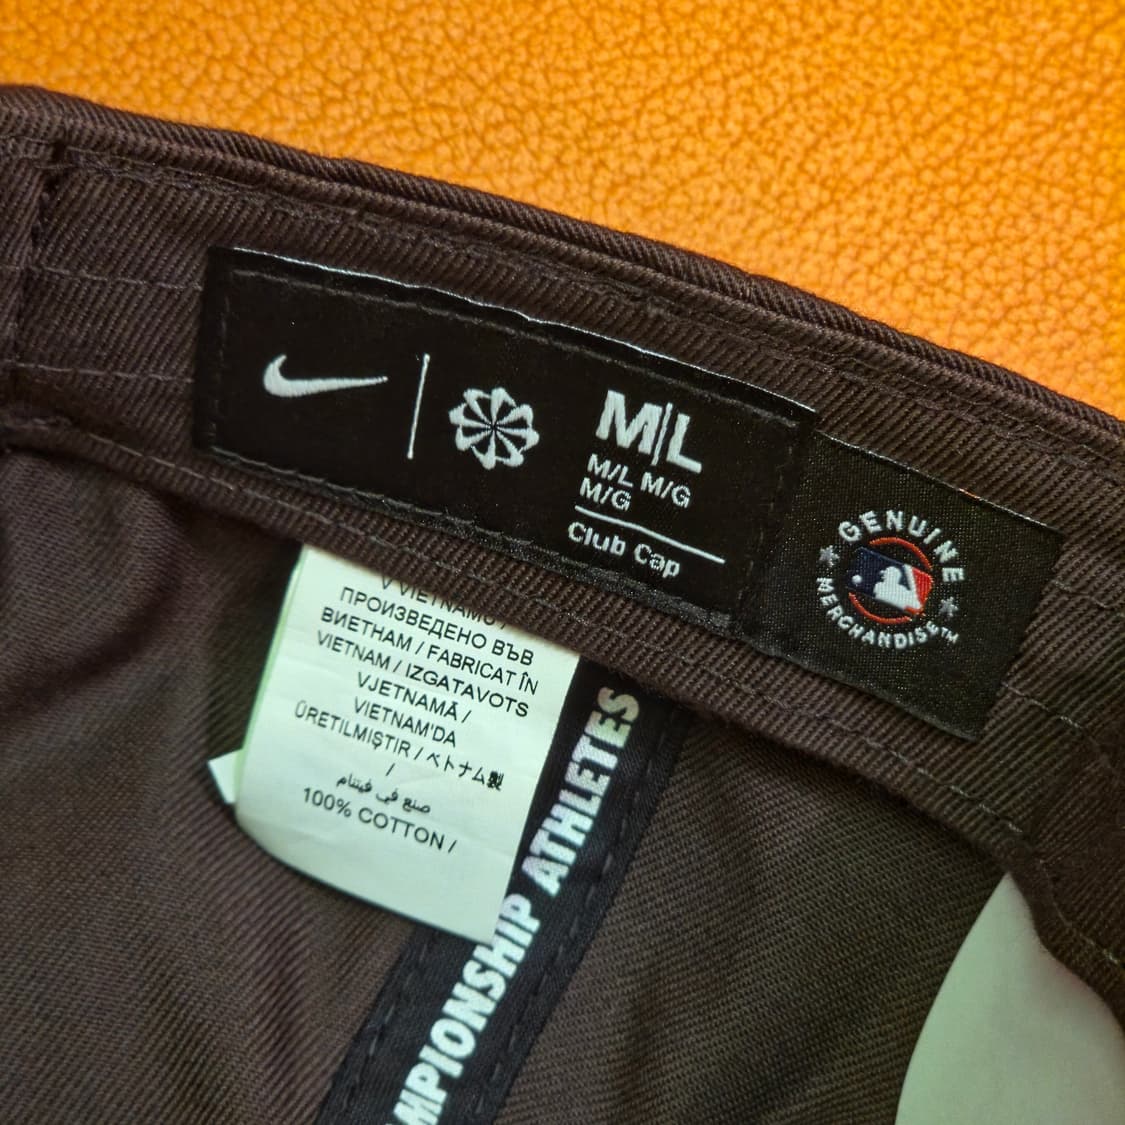 M|L
M/L M/G
M/G
Club Cap
GENUINE
MERCHANDISE™
V VIETNAMU /
ПРОИЗВЕДЕНО ВЪВ
ВИЕТНАМ / FABRICAT ÎN
VIETNAM / IZGATAVOTS
VJETNAMĀ /
VIETNAM'DA
ÜRETILMIŞTIR / ベトナム製
/
صنع في فيتنام
100% COTTON /
MPIONSHIP ATHLETES